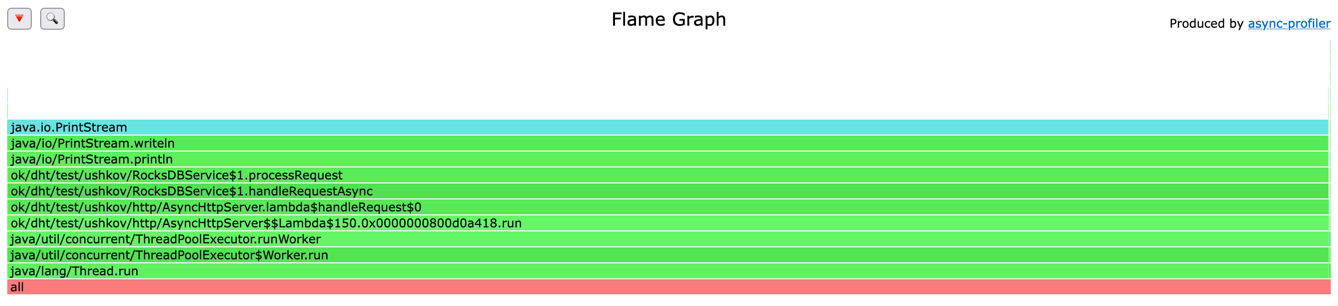 Flame Graph
Produced by async-profiler
java.io.PrintStream
java/io/PrintStream.writeln
java/io/PrintStream.println
ok/dht/test/ushkov/RocksDBService$1.processRequest
ok/dht/test/ushkov/RocksDBService$1.handleRequestAsync
ok/dht/test/ushkov/http/AsyncHttpServer.lambda$handleRequest$0
ok/dht/test/ushkov/http/AsyncHttpServer$$Lambda$150.0x0000000800d0a418.run
java/util/concurrent/ThreadPoolExecutor.runWorker
java/util/concurrent/ThreadPoolExecutor$Worker.run
java/lang/Thread.run
all